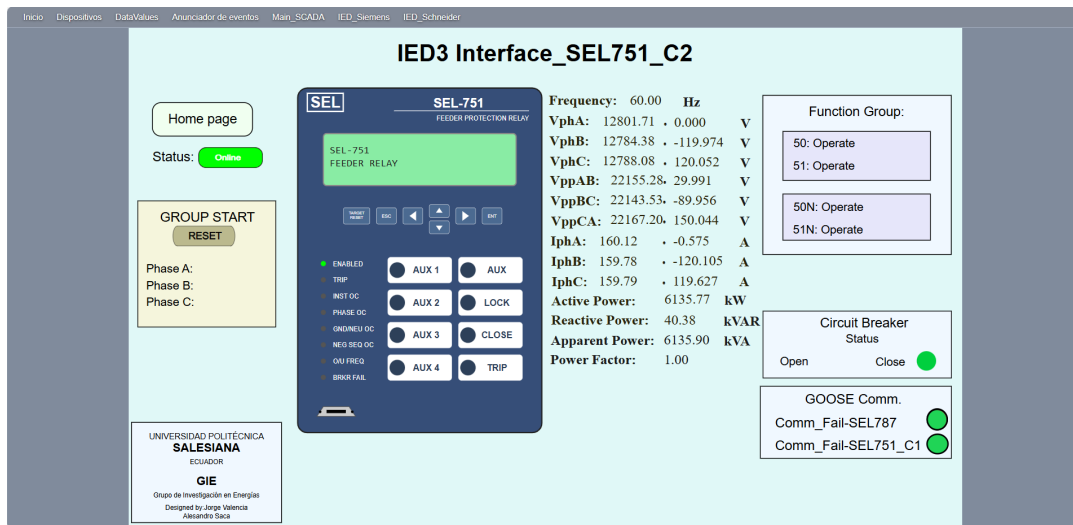 Inicio Dispositivos DataValues Anunciador de eventos Main_SCADA IED_Siemens IED_Schneider
IED3 Interface_SEL751_C2
Home page
Status: Online
GROUP START
RESET
Phase A:
Phase B:
Phase C:
UNIVERSIDAD POLITÉCNICA
SALESIANA
ECUADOR
GIE
Grupo de Investigación en Energías
Designed by:Jorge Valencia
Alesandro Saca
SEL
SEL-751
FEEDER PROTECTION RELAY
SEL-751
FEEDER RELAY
TARGET
RESET
ESC
ENT
ENABLED
TRIP
INST OC
PHASE OC
GND/NEU OC
NEG SEQ OC
O/U FREQ
BRKR FAIL
AUX 1 AUX
AUX 2 LOCK
AUX 3 CLOSE
AUX 4 TRIP
Frequency: 60.00 Hz
VphA: 12801.71 . 0.000 V
VphB: 12784.38 . -119.974 V
VphC: 12788.08 . 120.052 V
VppAB: 22155.28. 29.991 V
VppBC: 22143.53. -89.956 V
VppCA: 22167.20. 150.044 V
IphA: 160.12 . -0.575 A
IphB: 159.78 . -120.105 A
IphC: 159.79 . 119.627 A
Active Power: 6135.77 kW
Reactive Power: 40.38 kVAR
Apparent Power: 6135.90 kVA
Power Factor: 1.00
Function Group:
50: Operate
51: Operate
50N: Operate
51N: Operate
Circuit Breaker
Status
Open Close
GOOSE Comm.
Comm_Fail-SEL787
Comm_Fail-SEL751_C1